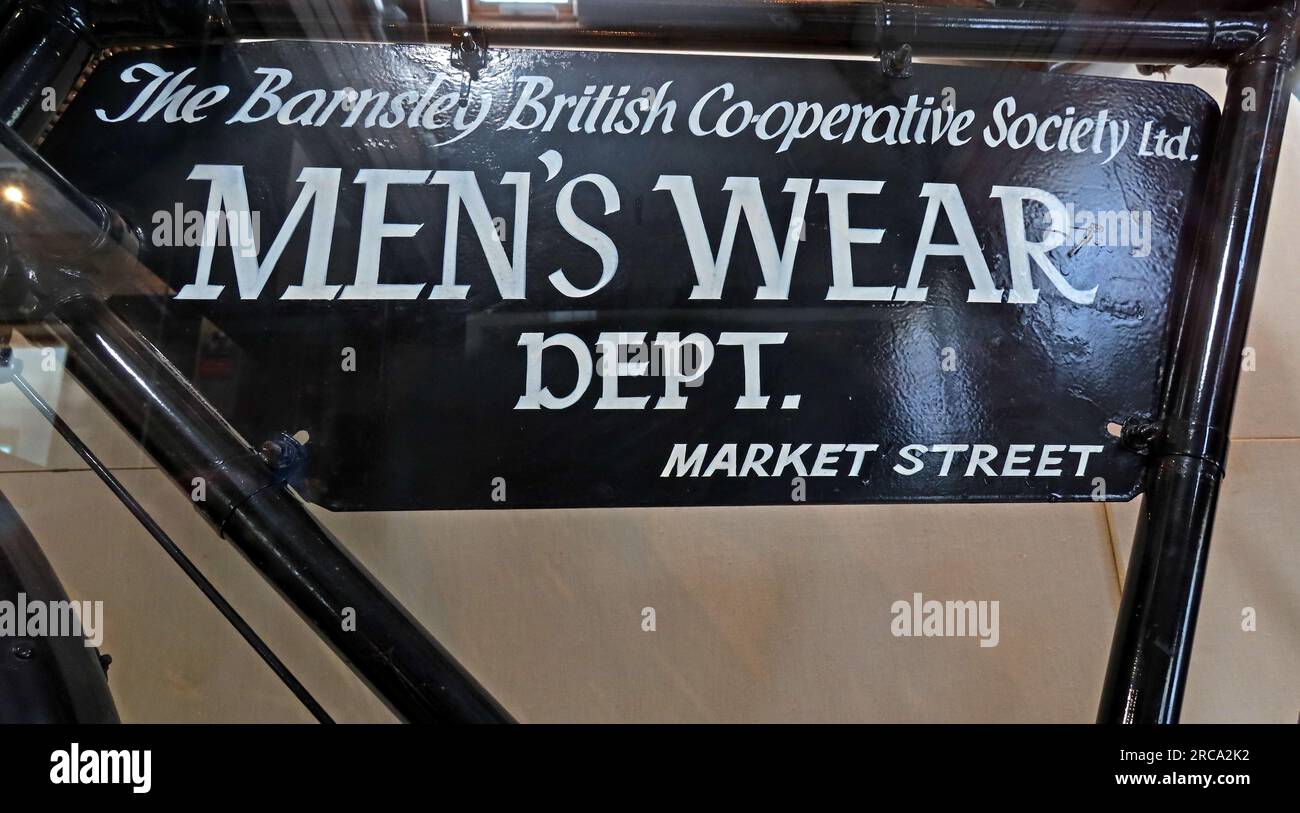 The Barnsley British Co-operative Society Ltd.
MEN'S WEAR
DEPT.
MARKET STREET
alamy
Image ID: 2RCA2K2
www.alamy.com